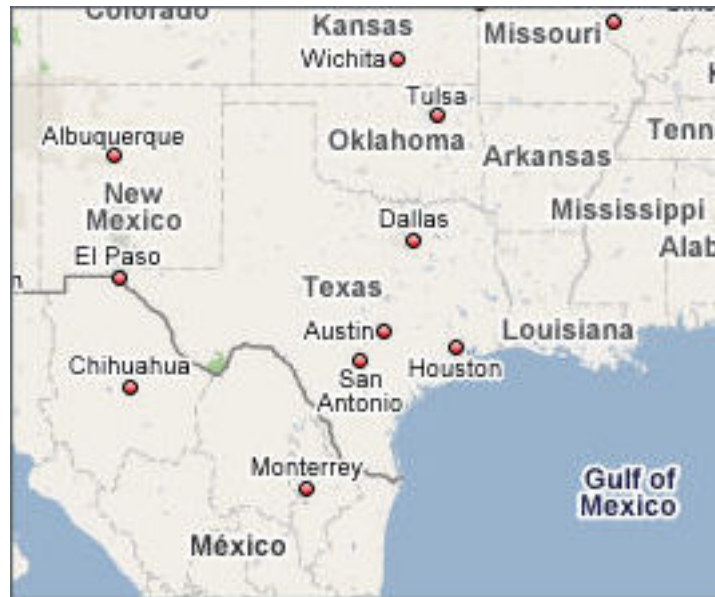 Colorado
Kansas
Missouri
Wichita
Tulsa
Albuquerque
Oklahoma
Arkansas
Tenn
New
Mexico
Mississippi
Dallas
Alab
El Paso
Texas
Austin
Louisiana
Chihuahua
San
Antonio
Houston
Monterrey
Gulf of
Mexico
México